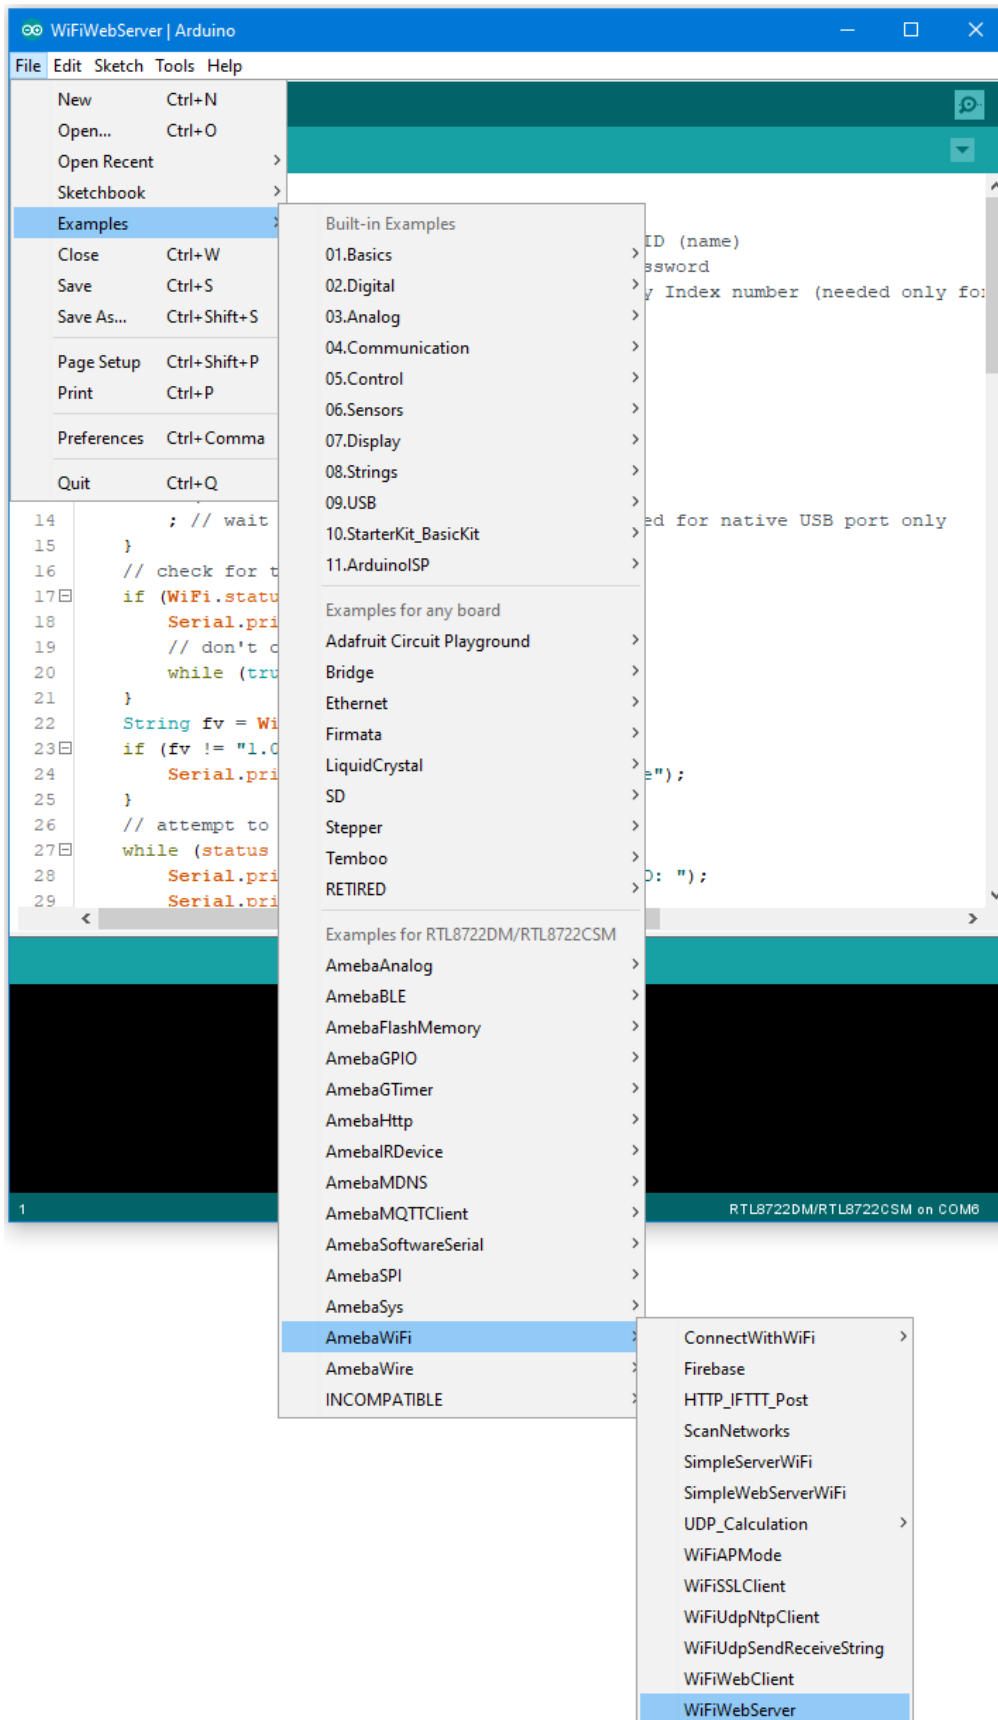 WiFiWebServer | Arduino
File Edit Sketch Tools Help
New Ctrl+N
Open... Ctrl+O
Open Recent
Sketchbook
Examples
Close Ctrl+W
Save Ctrl+S
Save As... Ctrl+Shift+S
Page Setup Ctrl+Shift+P
Print Ctrl+P
Preferences Ctrl+Comma
Quit Ctrl+Q
Built-in Examples
01.Basics
02.Digital
03.Analog
04.Communication
05.Control
06.Sensors
07.Display
08.Strings
09.USB
10.StarterKit_BasicKit
11.ArduinoISP
Examples for any board
Adafruit Circuit Playground
Bridge
Ethernet
Firmata
LiquidCrystal
SD
Stepper
Temboo
RETIRED
Examples for RTL8722DM/RTL8722CSM
AmebaAnalog
AmebaBLE
AmebaFlashMemory
AmebaGPIO
AmebaGTimer
AmebaHttp
AmebaIRDevice
AmebaMDNS
AmebaMQTTClient
AmebaSoftwareSerial
AmebaSPI
AmebaSys
AmebaWiFi
AmebaWire
INCOMPATIBLE
ConnectWithWiFi
Firebase
HTTP_IFTTT_Post
ScanNetworks
SimpleServerWiFi
SimpleWebServerWiFi
UDP_Calculation
WiFiAPMode
WiFiSSLClient
WiFiUdpNtpClient
WiFiUdpSendReceiveString
WiFiWebClient
WiFiWebServer
ID (name)
ssword
y Index number (needed only for
14 ; // wait ed for native USB port only
15 }
16 // check for t
17 if (WiFi.statu
18 Serial.pri
19 // don't c
20 while (tru
21 }
22 String fv = Wi
23 if (fv != "1.0
24 Serial.pri e");
25 }
26 // attempt to
27 while (status
28 Serial.pri D: ");
29 Serial.pri
1 RTL8722DM/RTL8722CSM on COM6